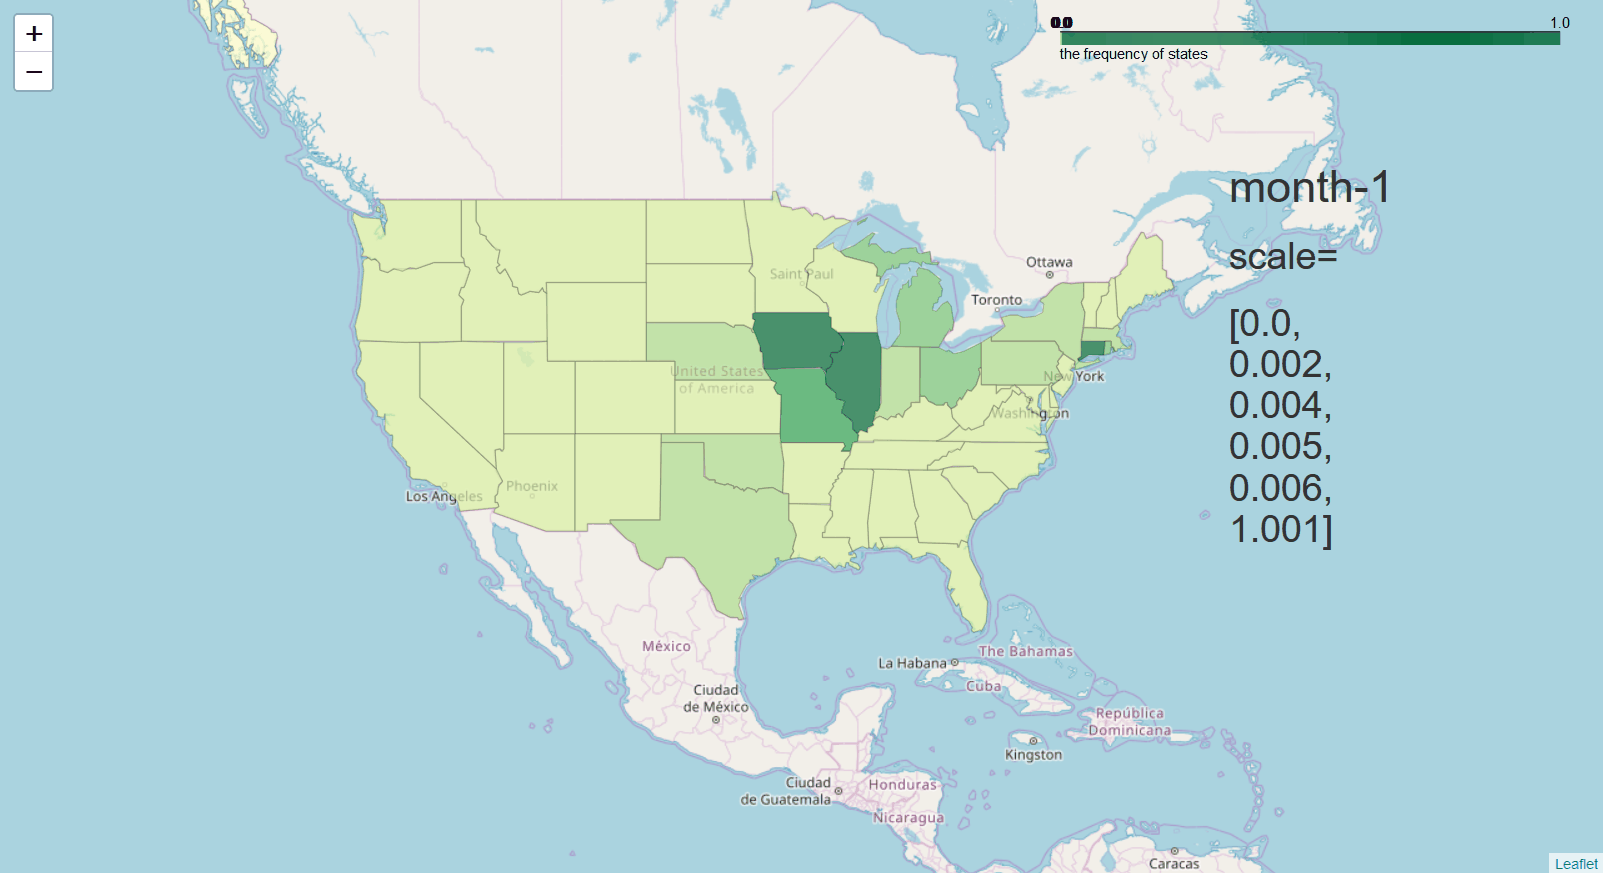 +
−
0.0
1.0
the frequency of states
month-1
scale=
[0.0,
0.002,
0.004,
0.005,
0.006,
1.001]
Ottawa
Toronto
Saint Paul
United States
of America
New York
Washington
Los Angeles
Phoenix
México
Ciudad
de México
La Habana
The Bahamas
Cuba
República
Dominicana
Kingston
Ciudad
de Guatemala
Honduras
Nicaragua
Caracas
Leaflet